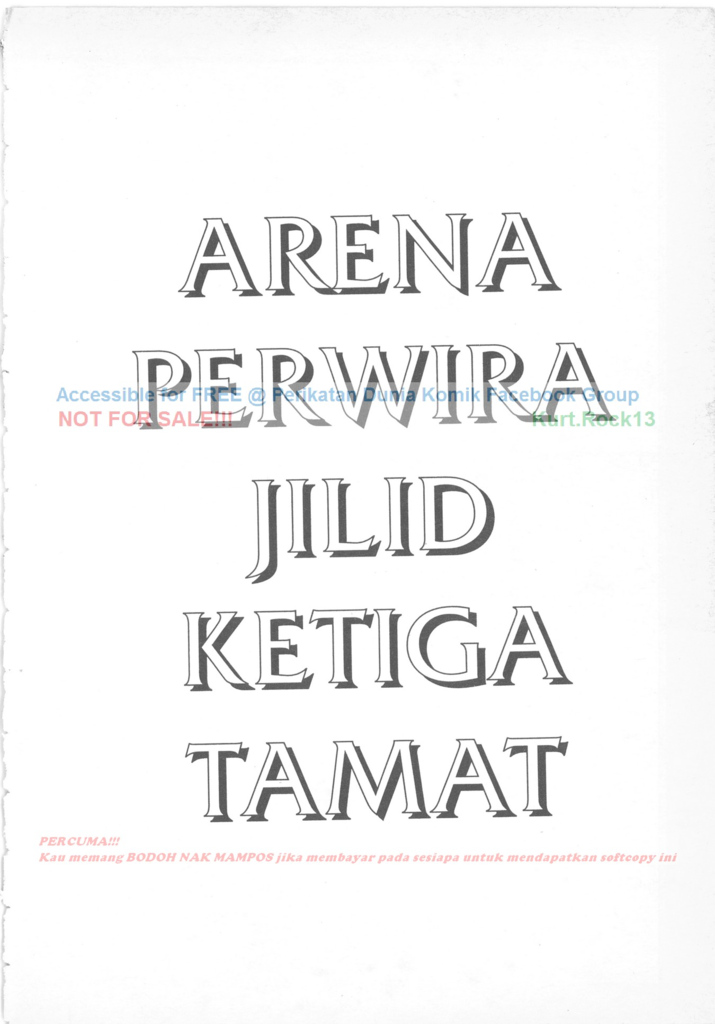 ARENA
PERWIRA
Accessible for FREE @ Perikatan Dunia Komik Facebook Group
NOT FOR SALE!!! Kurt.Rock13
JILID
KETIGA
TAMAT
PERCUMA!!!
Kau memang BODOH NAK MAMPOS jika membayar pada sesiapa untuk mendapatkan softcopy ini